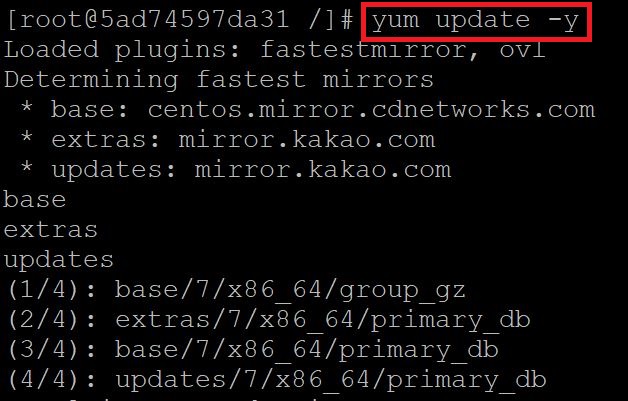 [root@5ad74597da31 /]# yum update -y
Loaded plugins: fastestmirror, ovl
Determining fastest mirrors
 * base: centos.mirror.cdnetworks.com
 * extras: mirror.kakao.com
 * updates: mirror.kakao.com
base
extras
updates
(1/4): base/7/x86_64/group_gz
(2/4): extras/7/x86_64/primary_db
(3/4): base/7/x86_64/primary_db
(4/4): updates/7/x86_64/primary_db